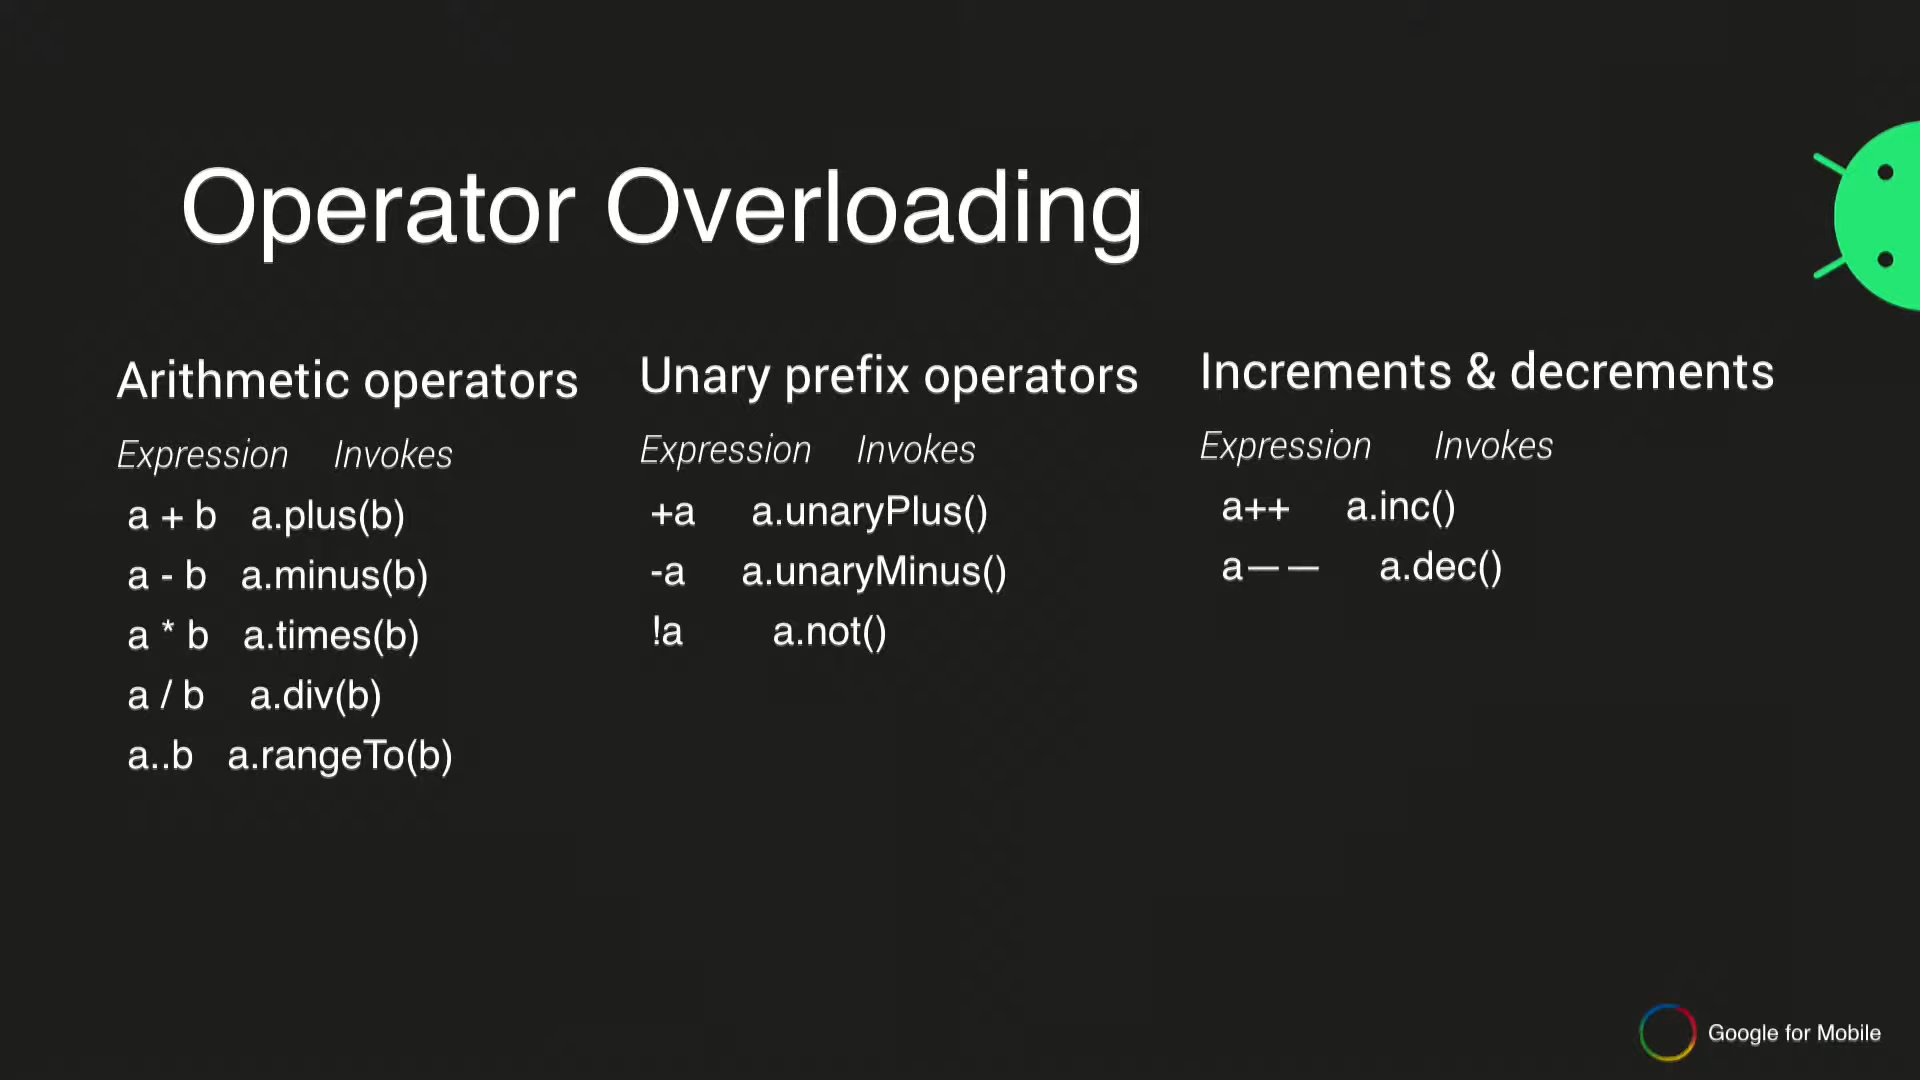 Operator Overloading
Arithmetic operators
Expression Invokes
a + b a.plus(b)
a - b a.minus(b)
a * b a.times(b)
a / b a.div(b)
a..b a.rangeTo(b)
Unary prefix operators
Expression Invokes
+a a.unaryPlus()
-a a.unaryMinus()
!a a.not()
Increments & decrements
Expression Invokes
a++ a.inc()
a— — a.dec()
Google for Mobile